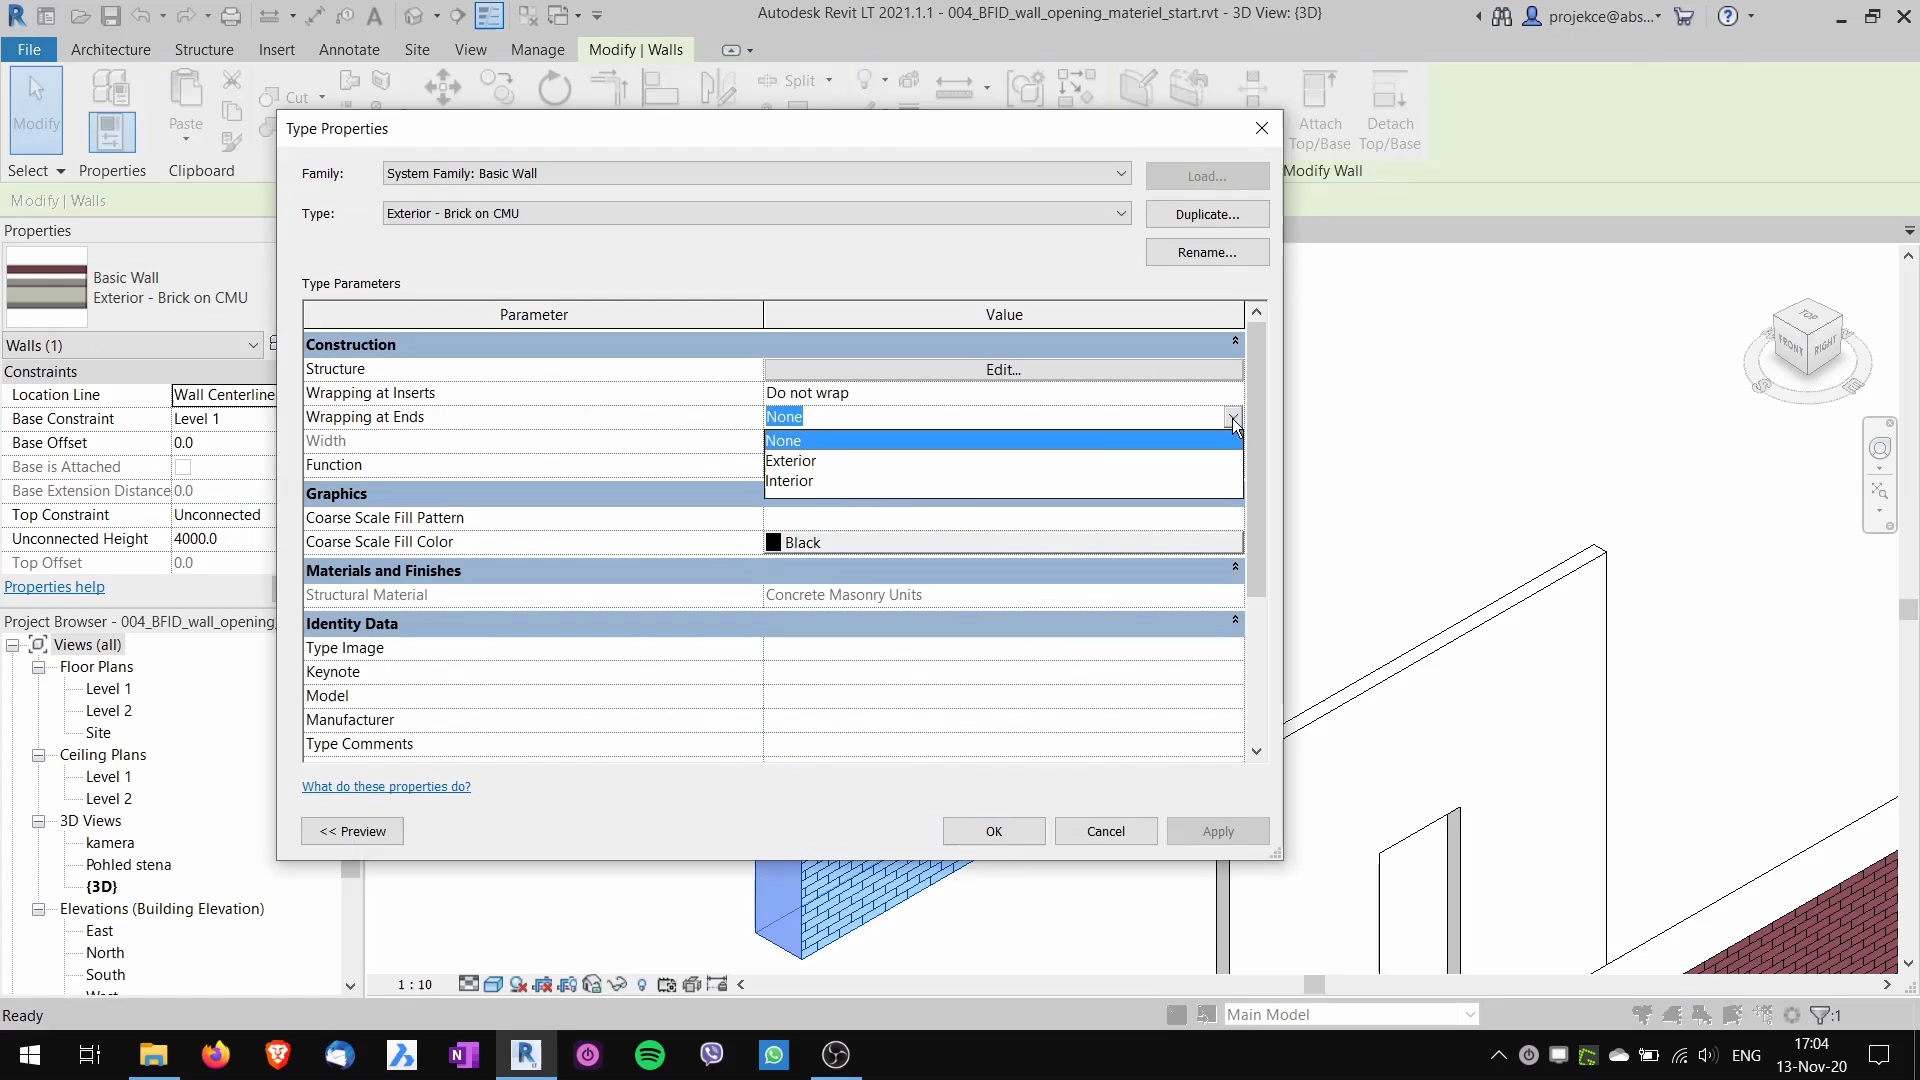 Autodesk Revit LT 2021.1.1 - 004_BFID_wall_opening_materiel_start.rvt - 3D View: {3D}
projekce@abs...
File
Architecture
Structure
Insert
Annotate
Site
View
Manage
Modify | Walls
Modify
Paste
Cut
Split
Attach
Top/Base
Detach
Top/Base
Select
Properties
Clipboard
Modify Wall
Modify | Walls
Properties
Basic Wall
Exterior - Brick on CMU
Walls (1)
Constraints
Location Line Wall Centerline
Base Constraint Level 1
Base Offset 0.0
Base is Attached
Base Extension Distance 0.0
Top Constraint Unconnected
Unconnected Height 4000.0
Top Offset 0.0
Properties help
Project Browser - 004_BFID_wall_opening_
Views (all)
Floor Plans
Level 1
Level 2
Site
Ceiling Plans
Level 1
Level 2
3D Views
kamera
Pohled stena
{3D}
Elevations (Building Elevation)
East
North
South
Type Properties
Family: System Family: Basic Wall Load...
Type: Exterior - Brick on CMU Duplicate...
Rename...
Type Parameters
Parameter Value
Construction
Structure Edit...
Wrapping at Inserts Do not wrap
Wrapping at Ends None
Width None
Exterior
Function
Interior
Graphics
Coarse Scale Fill Pattern
Coarse Scale Fill Color Black
Materials and Finishes
Structural Material Concrete Masonry Units
Identity Data
Type Image
Keynote
Model
Manufacturer
Type Comments
What do these properties do?
<< Preview OK Cancel Apply
TOP
FRONT
RIGHT
S
E
1 : 10
Ready
Main Model
:1
ENG
17:04
13-Nov-20